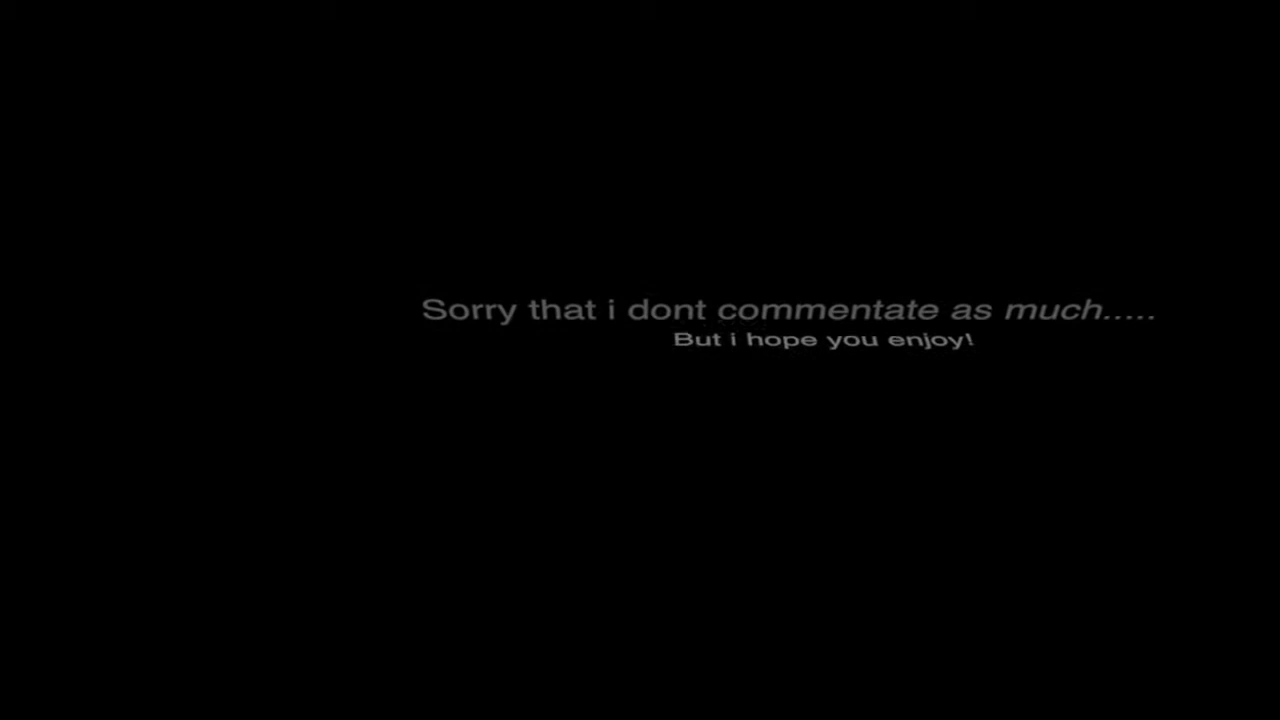 Sorry that i dont commentate as much.....
But i hope you enjoy!